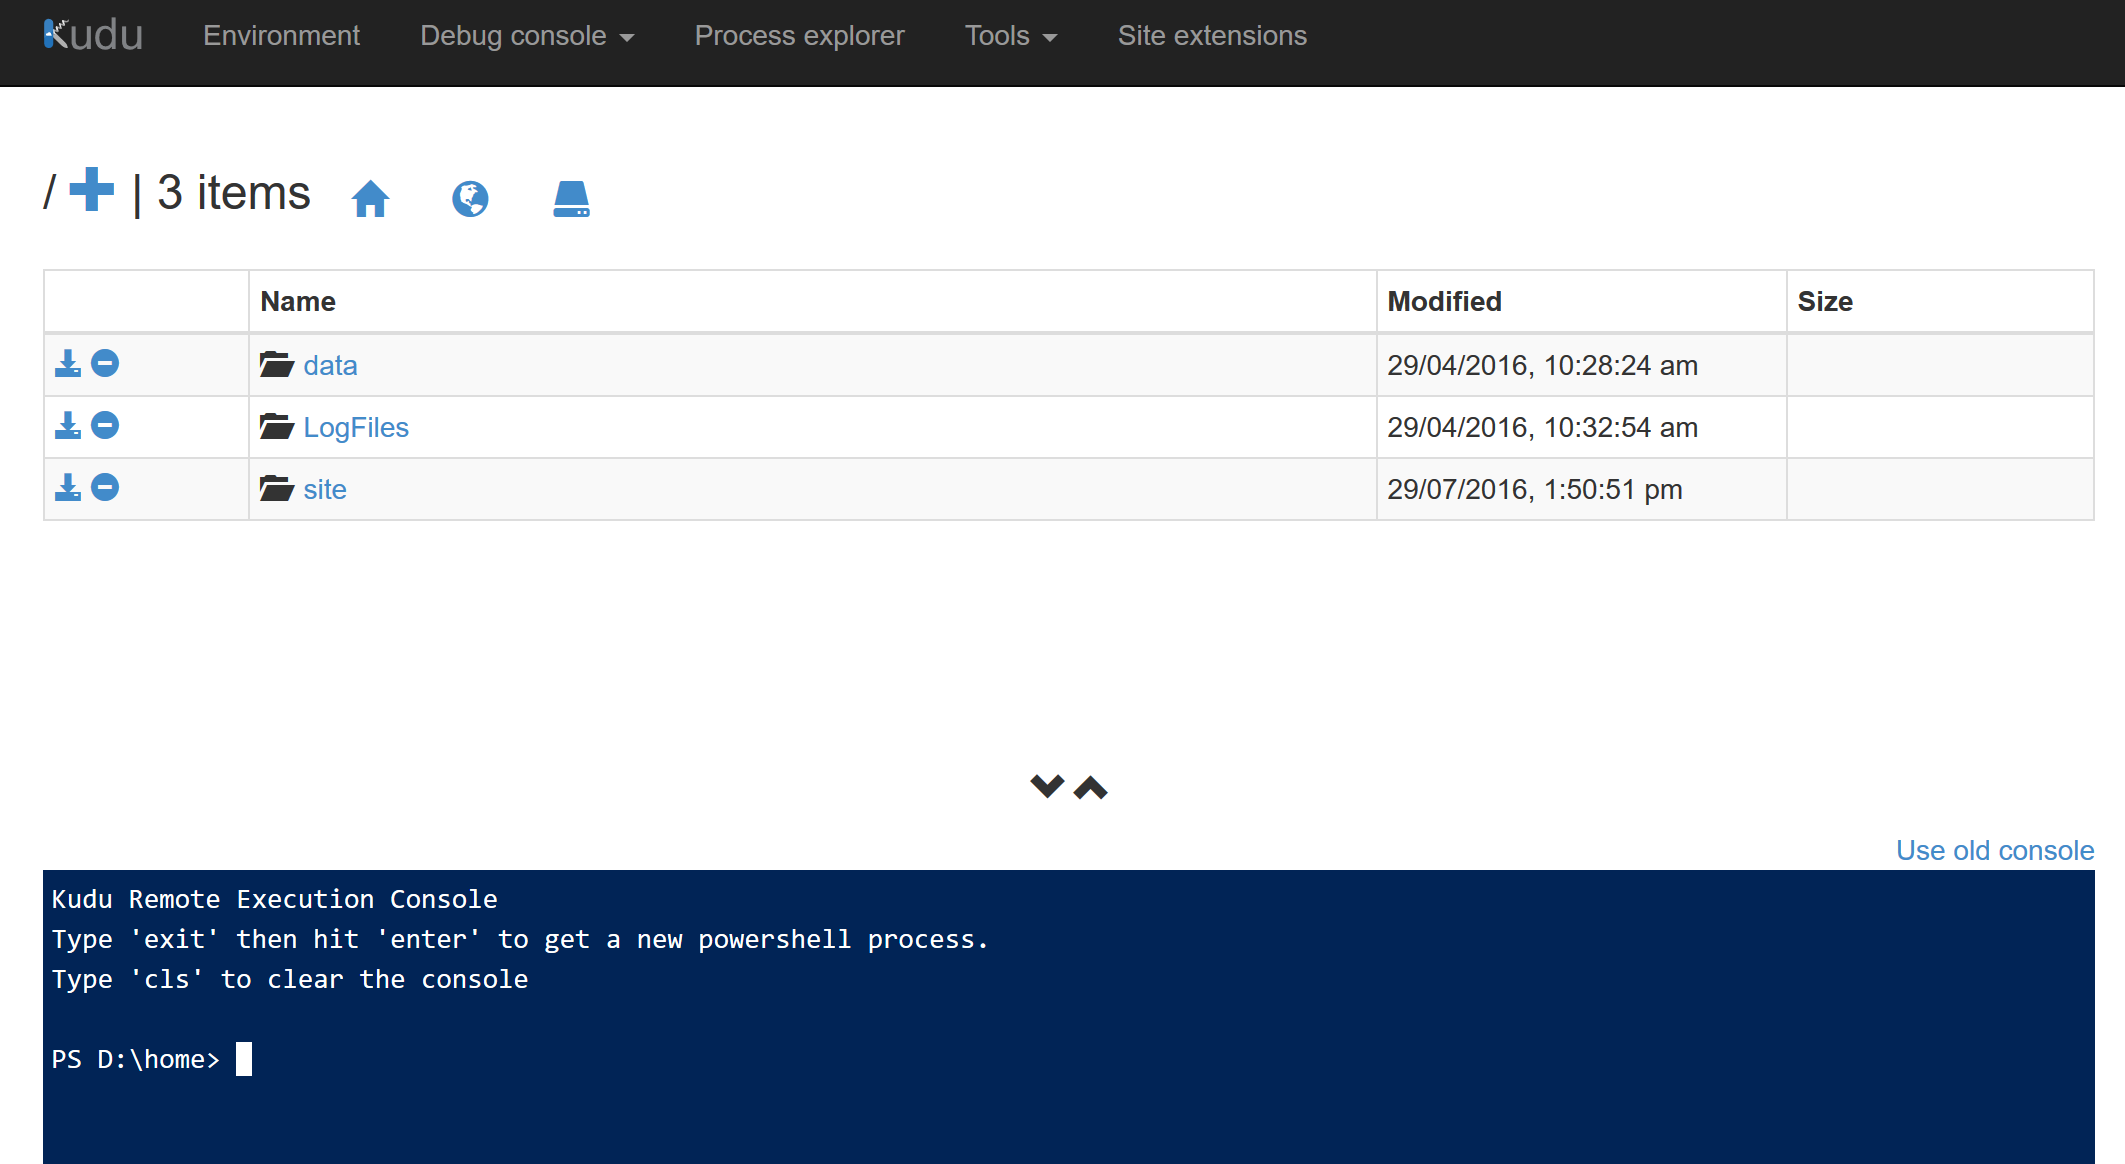 Kudu Environment Debug console Process explorer Tools Site extensions
/ | 3 items
Name Modified Size
data 29/04/2016, 10:28:24 am
LogFiles 29/04/2016, 10:32:54 am
site 29/07/2016, 1:50:51 pm
Use old console
Kudu Remote Execution Console
Type 'exit' then hit 'enter' to get a new powershell process.
Type 'cls' to clear the console
PS D:\home>